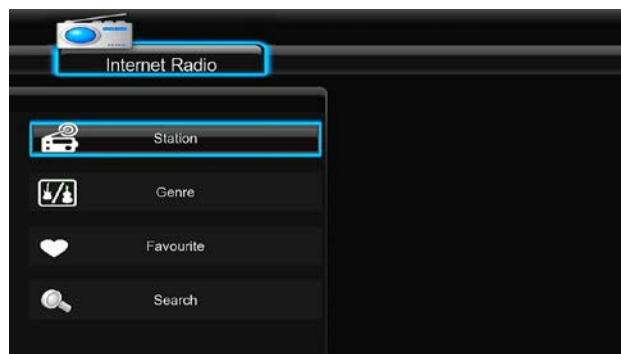 Internet Radio
Station
Genre
Favourite
Search